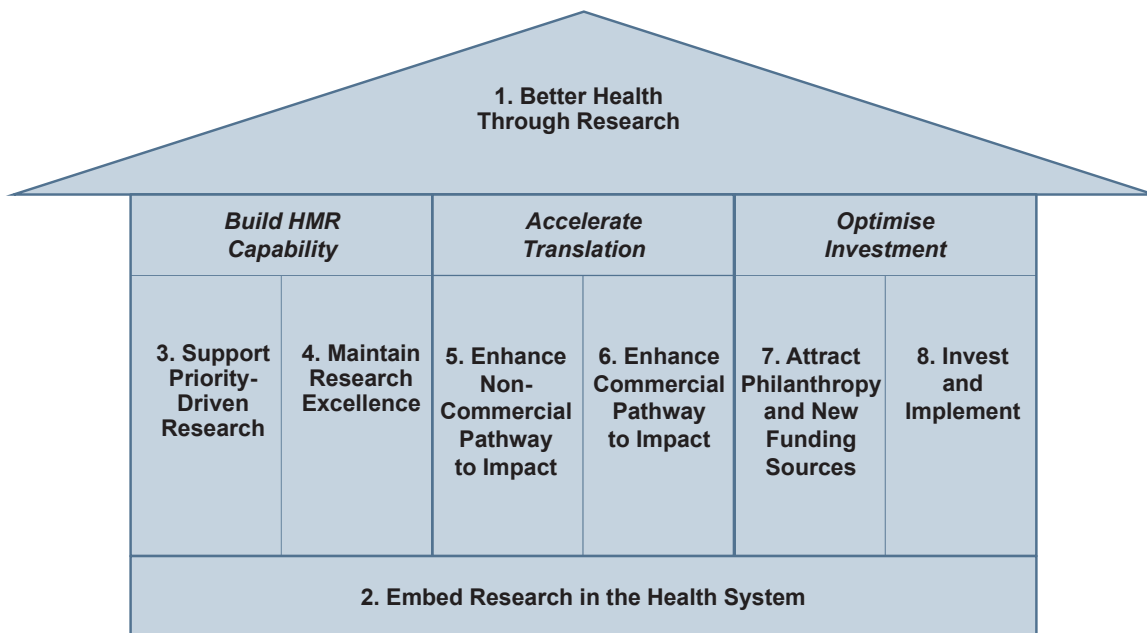 1. Better Health
Through Research
Build HMR
Capability
Accelerate
Translation
Optimise
Investment
3. Support
Priority-
Driven
Research
4. Maintain
Research
Excellence
5. Enhance
Non-
Commercial
Pathway
to Impact
6. Enhance
Commercial
Pathway
to Impact
7. Attract
Philanthropy
and New
Funding
Sources
8. Invest
and
Implement
2. Embed Research in the Health System